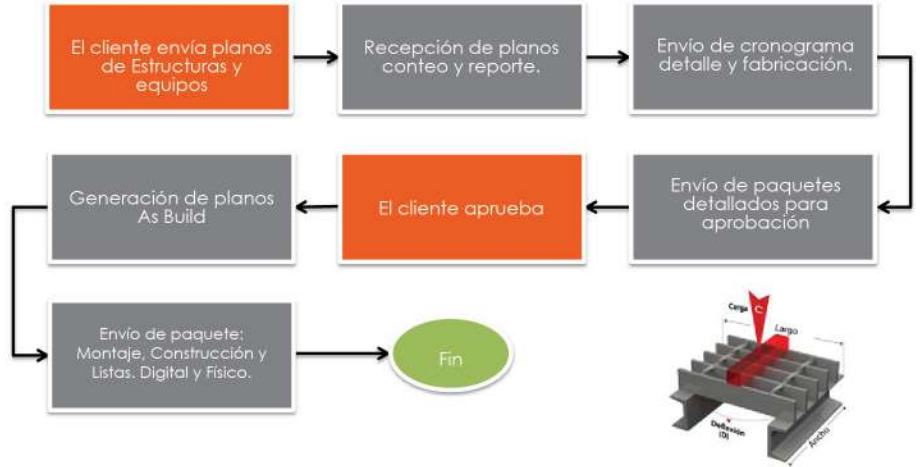 El cliente envía planos
de Estructuras y
equipos
Recepción de planos
conteo y reporte.
Envío de cronograma
detalle y fabricación.
Envío de paquetes
detallados para
aprobación
El cliente aprueba
Generación de planos
As Build
Envío de paquete:
Montaje, Construcción y
Listas. Digital y Físico.
Fin
Carga
C
Largo
Deflexión
(D)
Ancho